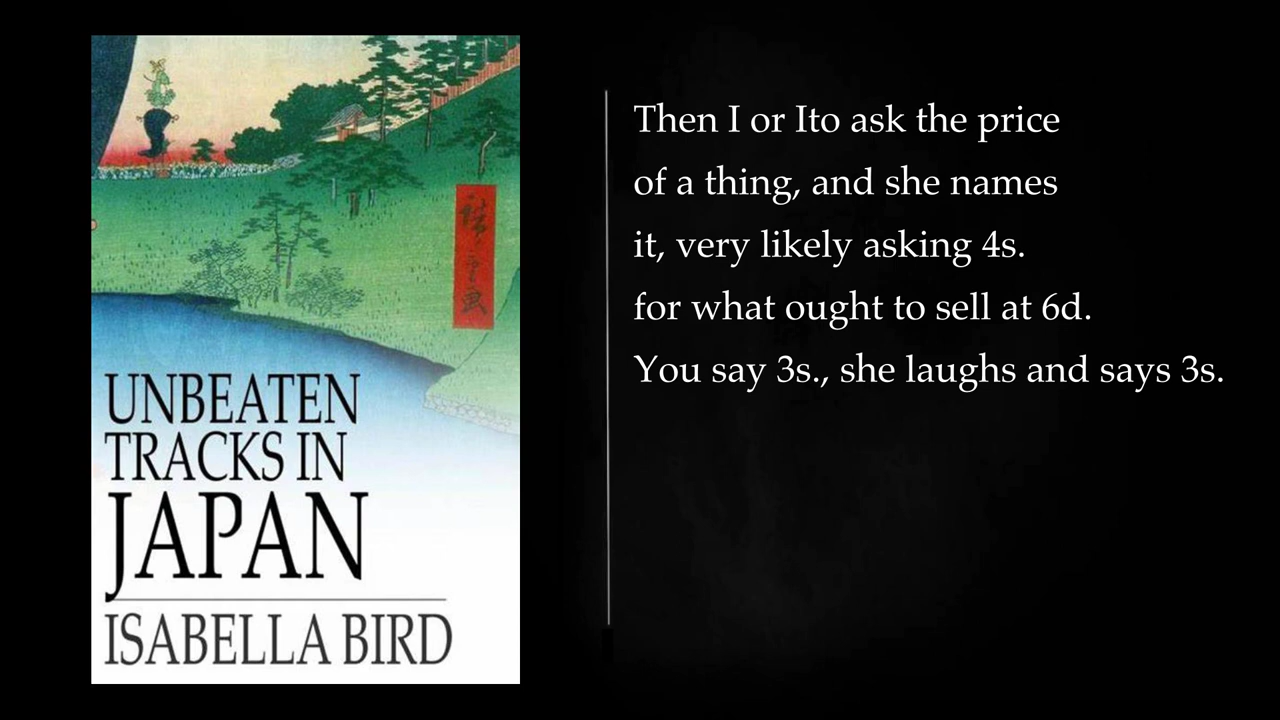 UNBEATEN
TRACKS IN
JAPAN
ISABELLA BIRD
Then I or Ito ask the price
of a thing, and she names
it, very likely asking 4s.
for what ought to sell at 6d.
You say 3s., she laughs and says 3s.